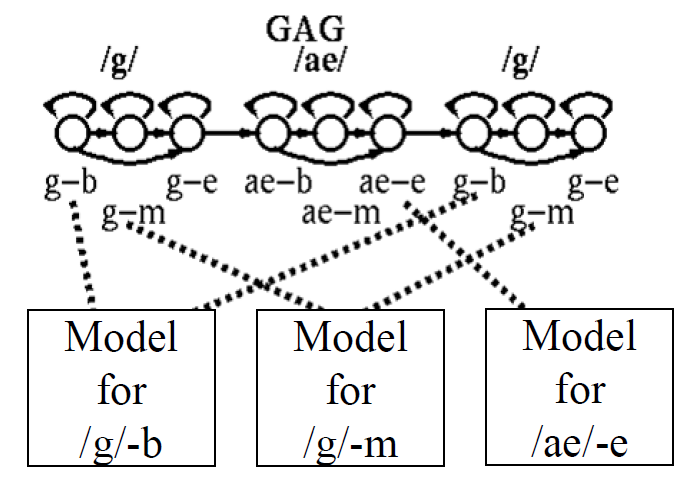 GAG
/g/ /ae/ /g/
g–b g–e ae–b ae–e g–b g–e
g–m ae–m g–m
Model Model Model
for for for
/g/-b /g/-m /ae/-e